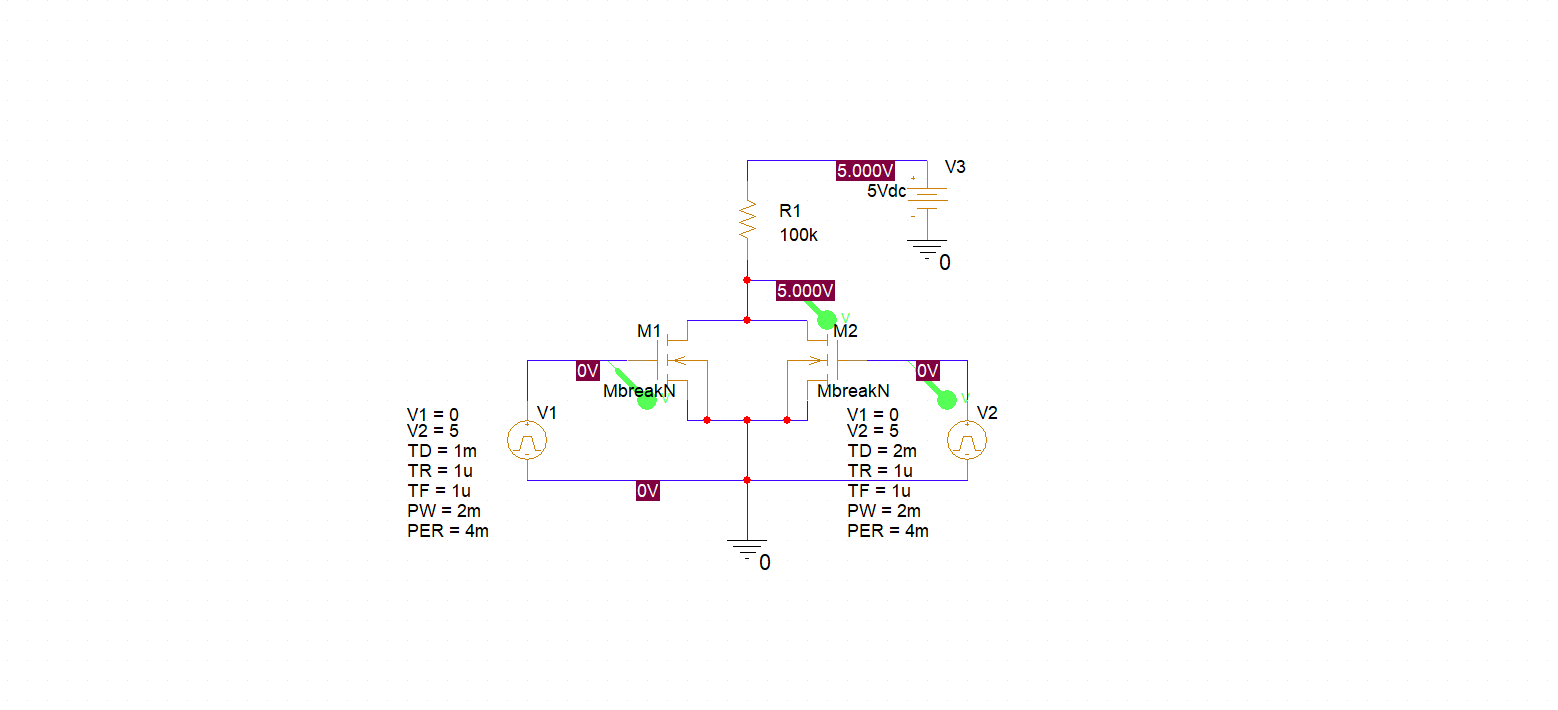 5.000V
V3
5Vdc
R1
100k
0
5.000V
V
M1
M2
0V
0V
MbreakN
MbreakN
V
V
V1
V1 = 0
V2 = 5
TD = 1m
TR = 1u
TF = 1u
PW = 2m
PER = 4m
V2
V1 = 0
V2 = 5
TD = 2m
TR = 1u
TF = 1u
PW = 2m
PER = 4m
0V
0